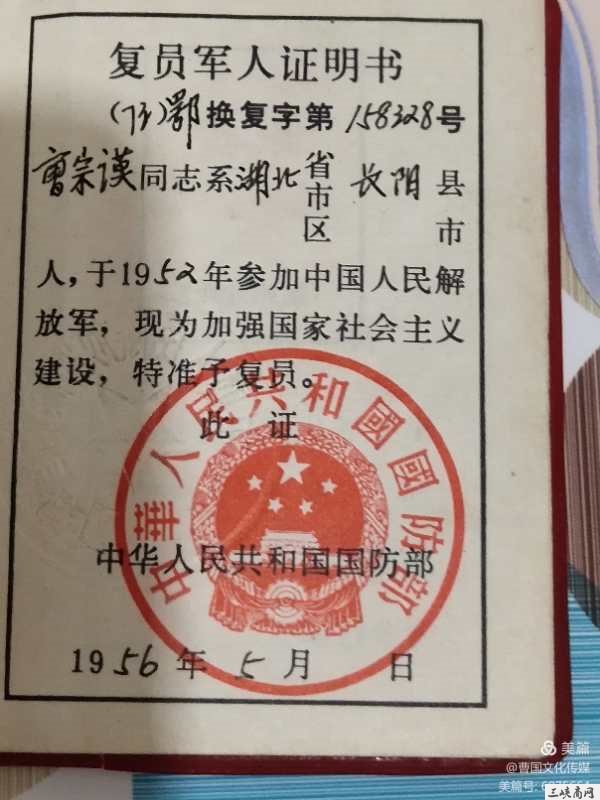 复员军人证明书
鄂换复字第158328号
曹宗谟同志系湖北省市区长阳县市
人，于1952年参加中国人民解
放军，现为加强国家社会主义
建设，特准予复员。
此证
中華人民共和國國防部
中华人民共和国国防部
1956年5月 日
美篇
@曹国文化传媒
美篇号:
三峡商网